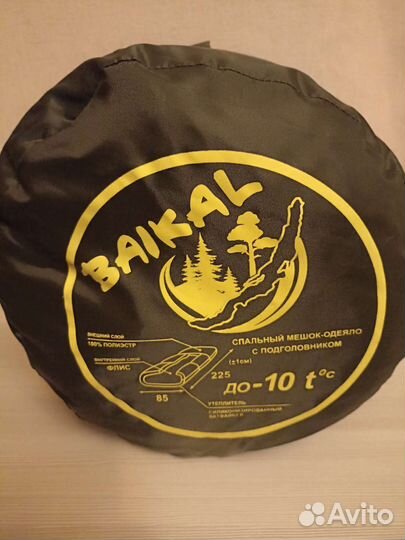 BAIKAL
СПАЛЬНЫЙ МЕШОК-ОДЕЯЛО
С ПОДГОЛОВНИКОМ
ВНЕШНИЙ СЛОЙ
100% ПОЛИЭСТР
ВНУТРЕННИЙ СЛОЙ
ФЛИС
(±1см)
225
85
ДО-10 t°C
УТЕПЛИТЕЛЬ
СИЛИКОНИЗИРОВАННЫЙ
Avito